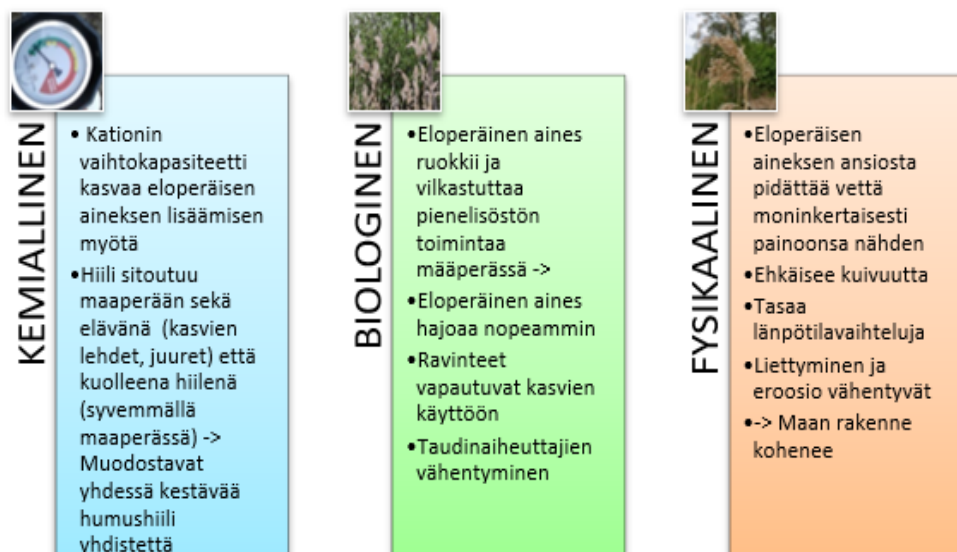 KEMIALLINEN
• Kationin
vaihtokapasiteetti
kasvaa eloperäisen
aineksen lisäämisen
myötä
•Hiili sitoutuu
maaperään sekä
elävänä (kasvien
lehdet, juuret) että
kuolleena hiilenä
(syvemmällä
maaperässä) ->
Muodostavat
yhdessä kestävää
humushiili
yhdistettä
BIOLOGINEN
•Eloperäinen aines
ruokkii ja
vilkastuttaa
pienelisöstön
toimintaa
määperässä ->
•Eloperäinen aines
hajoaa nopeammin
•Ravinteet
vapautuvat kasvien
käyttöön
•Taudinaiheuttajien
vähentyminen
FYSIKAALINEN
•Eloperäisen
aineksen ansiosta
pidättää vettä
moninkertaisesti
painoonsa nähden
•Ehkäisee kuivuutta
•Tasaa
länpötilavaihteluja
•Liettyminen ja
eroosio vähentyvät
•-> Maan rakenne
kohenee